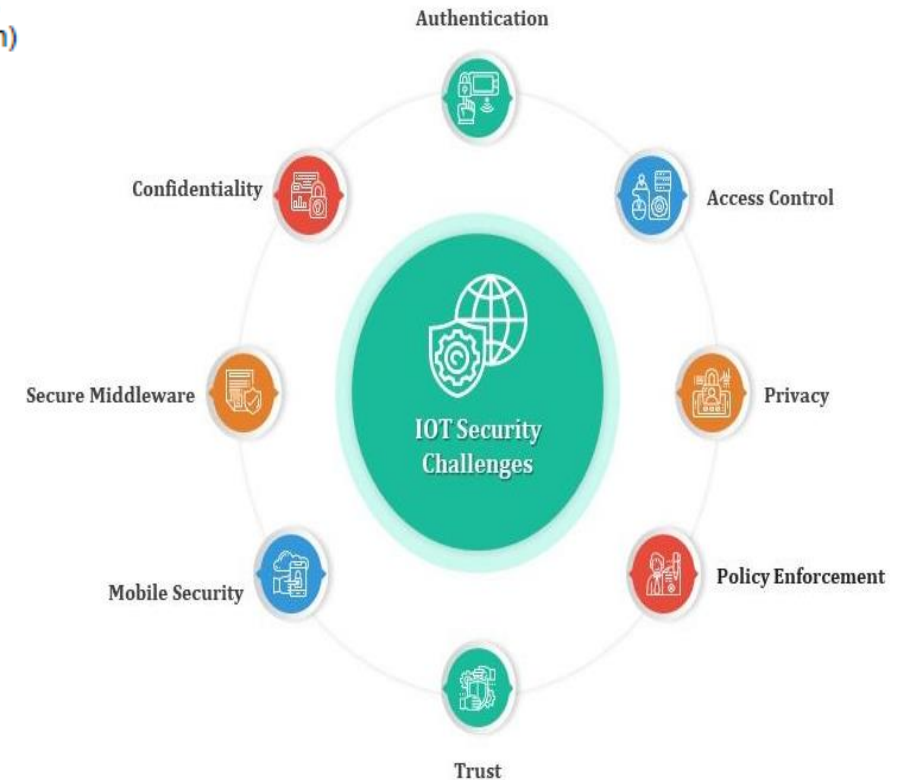 Authentication
n)
Confidentiality
Access Control
Secure Middleware
Privacy
IOT Security
Challenges
Policy Enforcement
Mobile Security
Trust